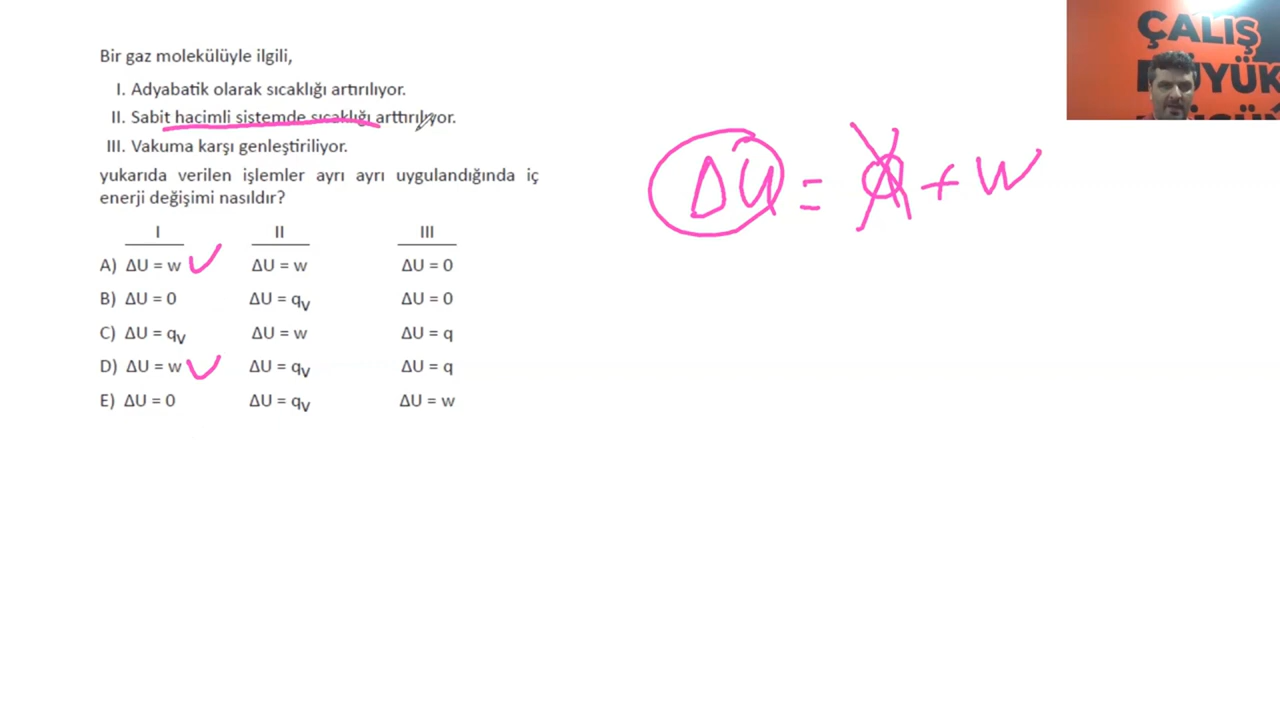 Bir gaz molekülüyle ilgili,
I. Adyabatik olarak sıcaklığı artırılıyor.
II. Sabit hacimli sistemde sıcaklığı arttırılıyor.
III. Vakuma karşı genleştiriliyor.
yukarıda verilen işlemler ayrı ayrı uygulandığında iç
enerji değişimi nasıldır?
I II III
A) ΔU = w ΔU = w ΔU = 0
B) ΔU = 0 ΔU = qv ΔU = 0
C) ΔU = qv ΔU = w ΔU = q
D) ΔU = w ΔU = qv ΔU = q
E) ΔU = 0 ΔU = qv ΔU = w
ΔU = Q + W
ÇALIŞ